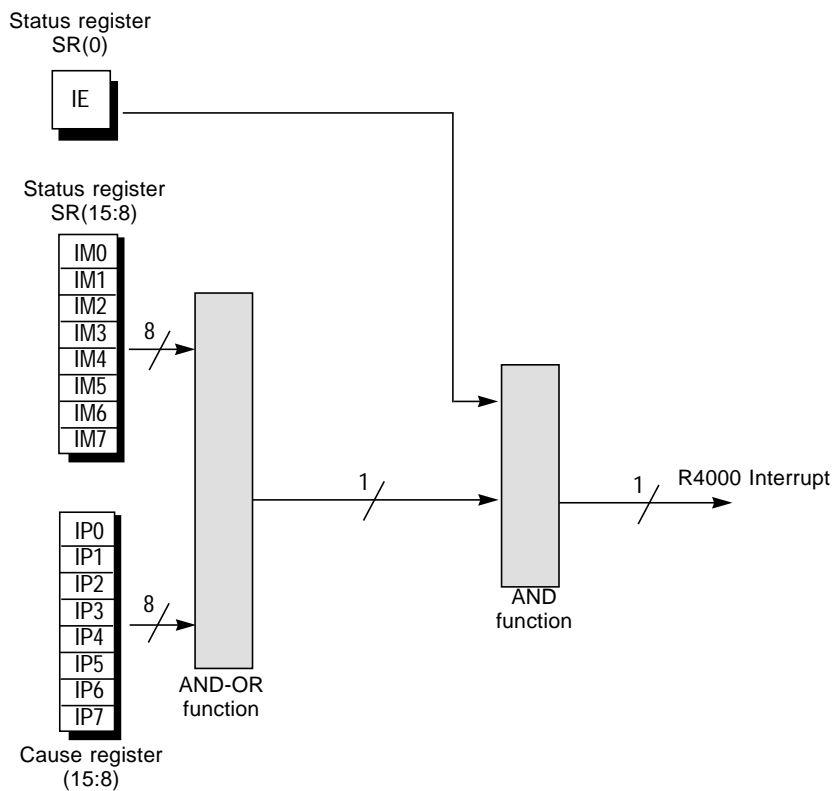 Status register
SR(0)
IE
Status register
SR(15:8)
IM0
IM1
IM2
IM3
IM4
IM5
IM6
IM7
8
IP0
IP1
IP2
IP3
IP4
IP5
IP6
IP7
8
Cause register
(15:8)
AND-OR
function
1
AND
function
1
R4000 Interrupt